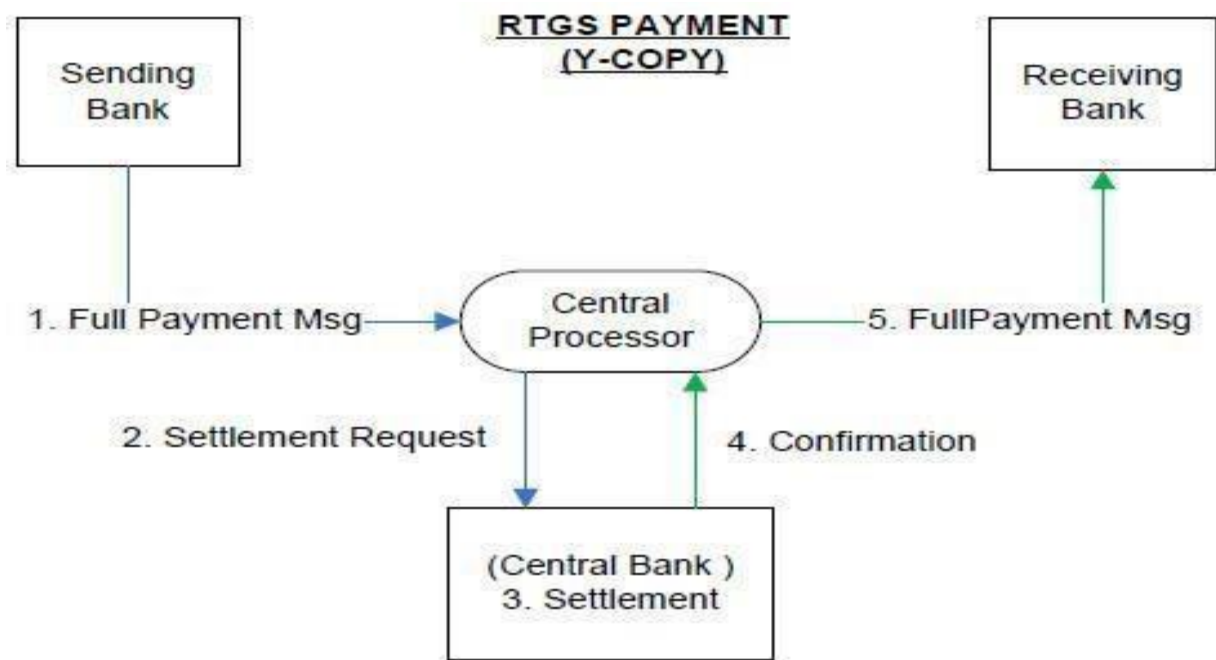 RTGS PAYMENT
(Y-COPY)
Sending
Bank
Receiving
Bank
1. Full Payment Msg
Central
Processor
5. FullPayment Msg
2. Settlement Request
4. Confirmation
(Central Bank )
3. Settlement